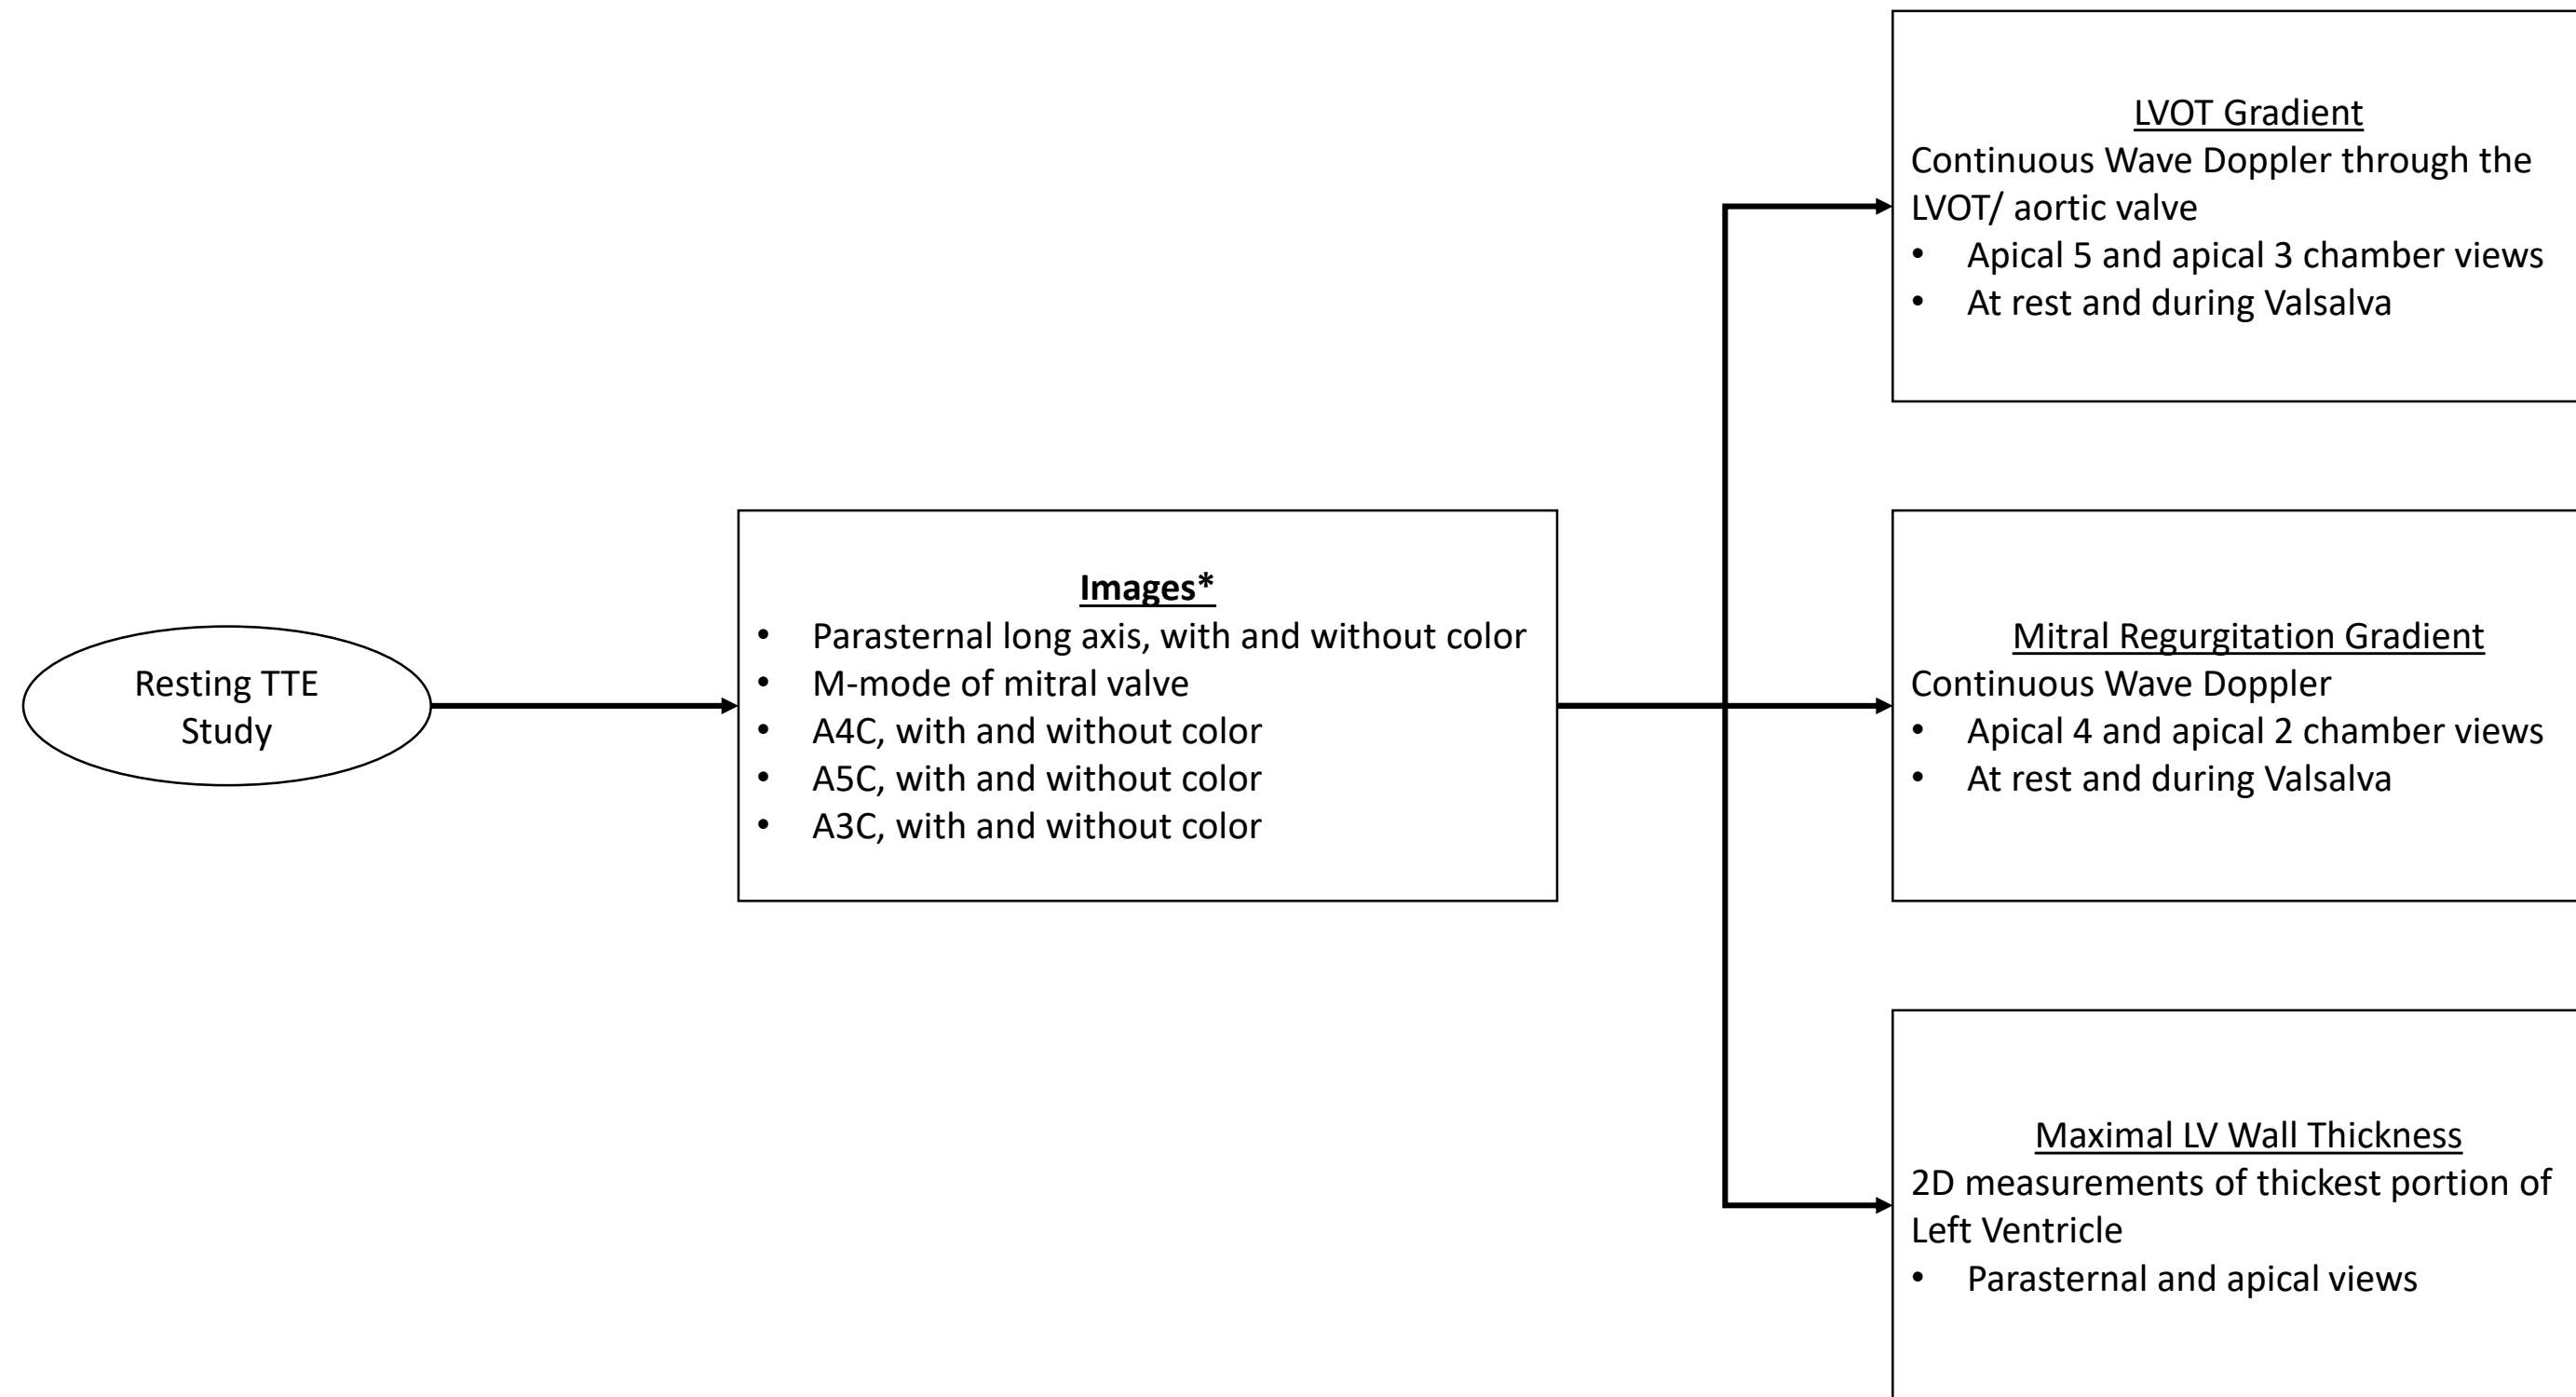 Resting TTE
Study
Images*
• Parasternal long axis, with and without color
• M-mode of mitral valve
• A4C, with and without color
• A5C, with and without color
• A3C, with and without color
LVOT Gradient
Continuous Wave Doppler through the
LVOT/ aortic valve
• Apical 5 and apical 3 chamber views
• At rest and during Valsalva
Mitral Regurgitation Gradient
Continuous Wave Doppler
• Apical 4 and apical 2 chamber views
• At rest and during Valsalva
Maximal LV Wall Thickness
2D measurements of thickest portion of
Left Ventricle
• Parasternal and apical views